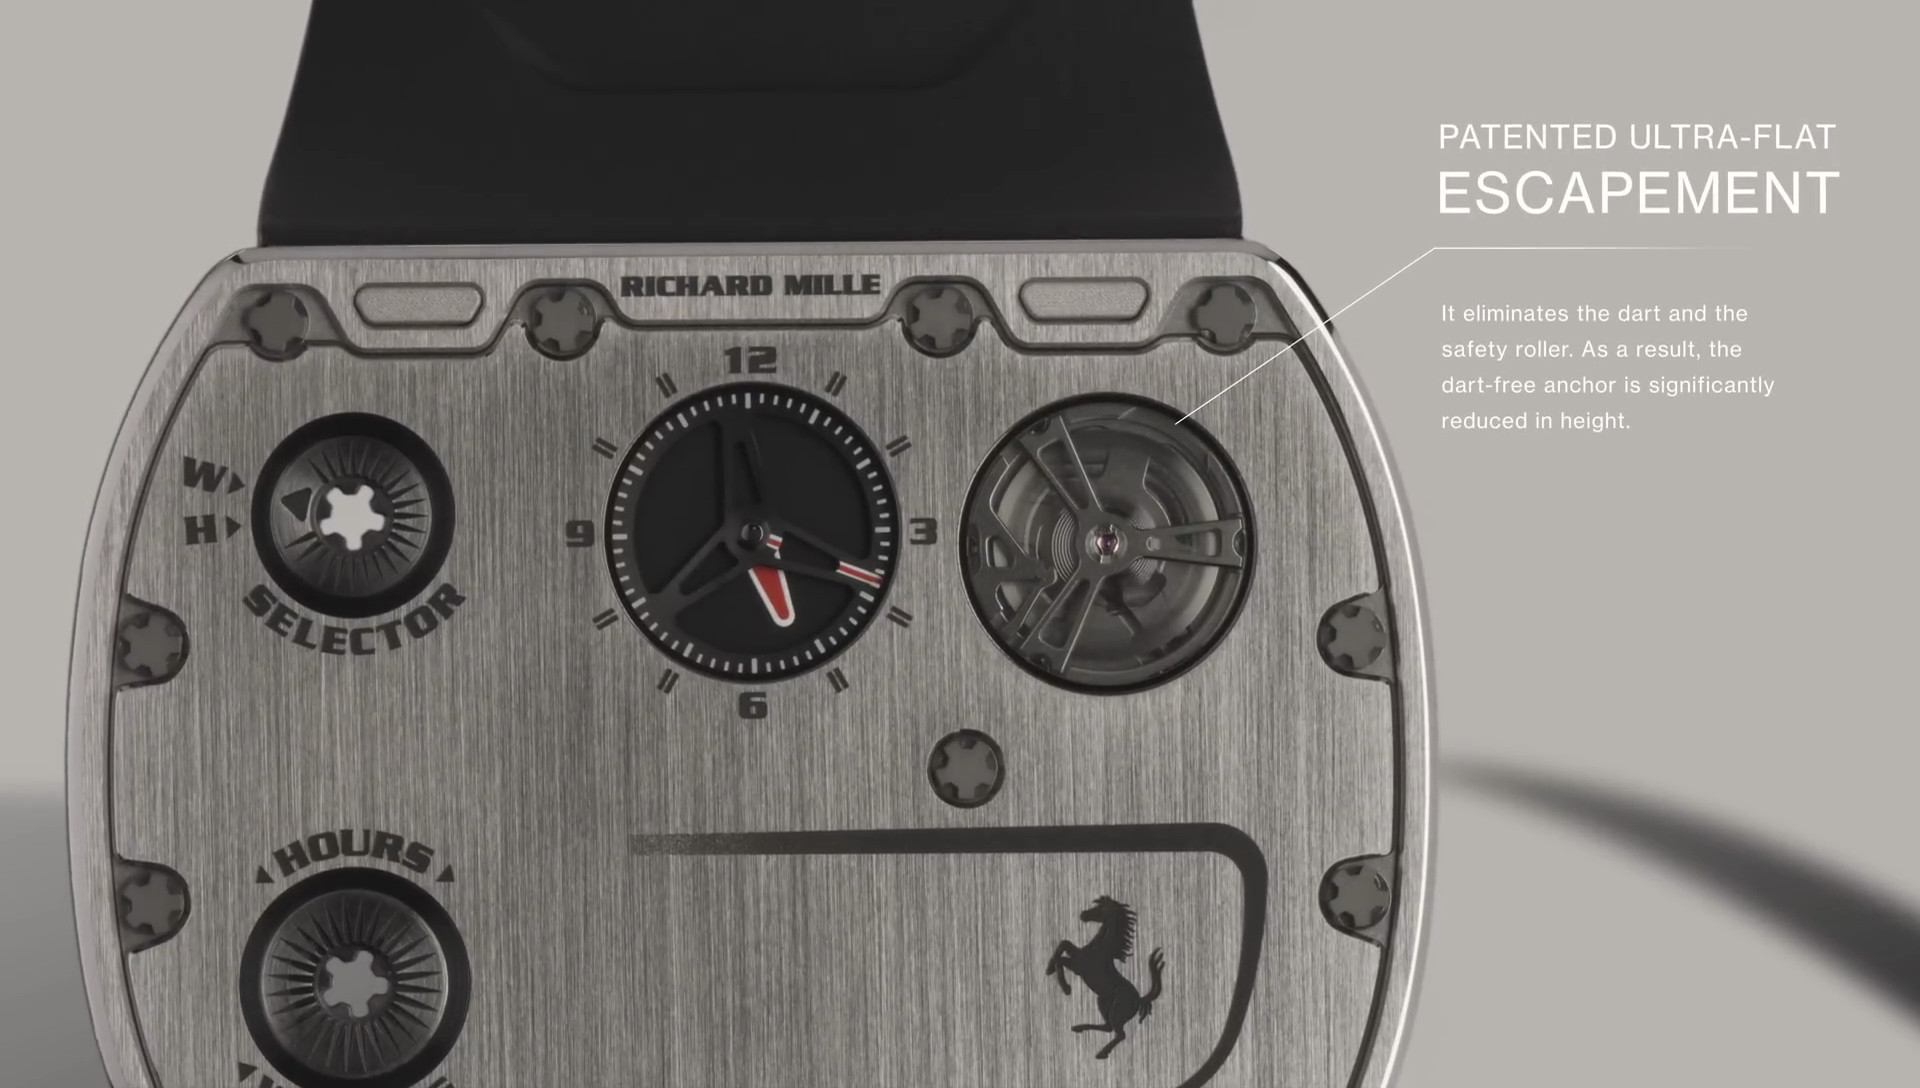 PATENTED ULTRA-FLAT
ESCAPEMENT
It eliminates the dart and the
safety roller. As a result, the
dart-free anchor is significantly
reduced in height.
RICHARD MILLE
12
9
3
6
W
H
SELECTOR
HOURS